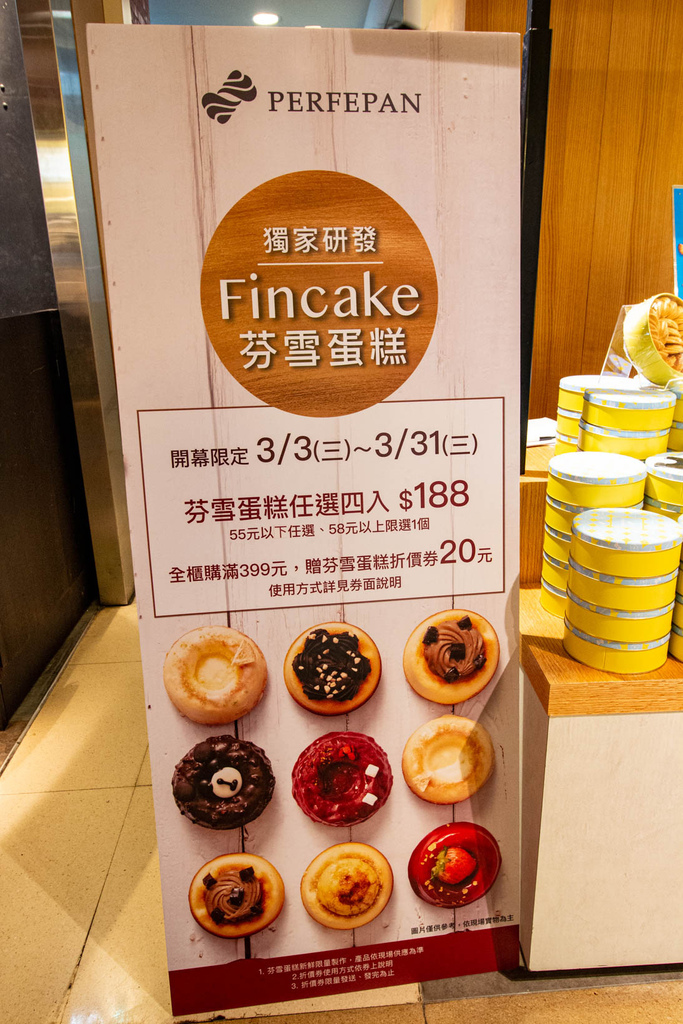 PERFEPAN
獨家研發
Fincake
芬雪蛋糕
開幕限定 3/3(三)~3/31(三)
芬雪蛋糕任選四入 $188
55元以下任選、58元以上限選1個
全櫃購滿399元，贈芬雪蛋糕折價券20元
使用方式詳見券面說明
圖片僅供參考，依現場實物為主
1. 芬雪蛋糕新鮮限量製作，產品依現場供應為準
2.折價券使用方式依券上說明
3. 折價券限量發送、發完為止